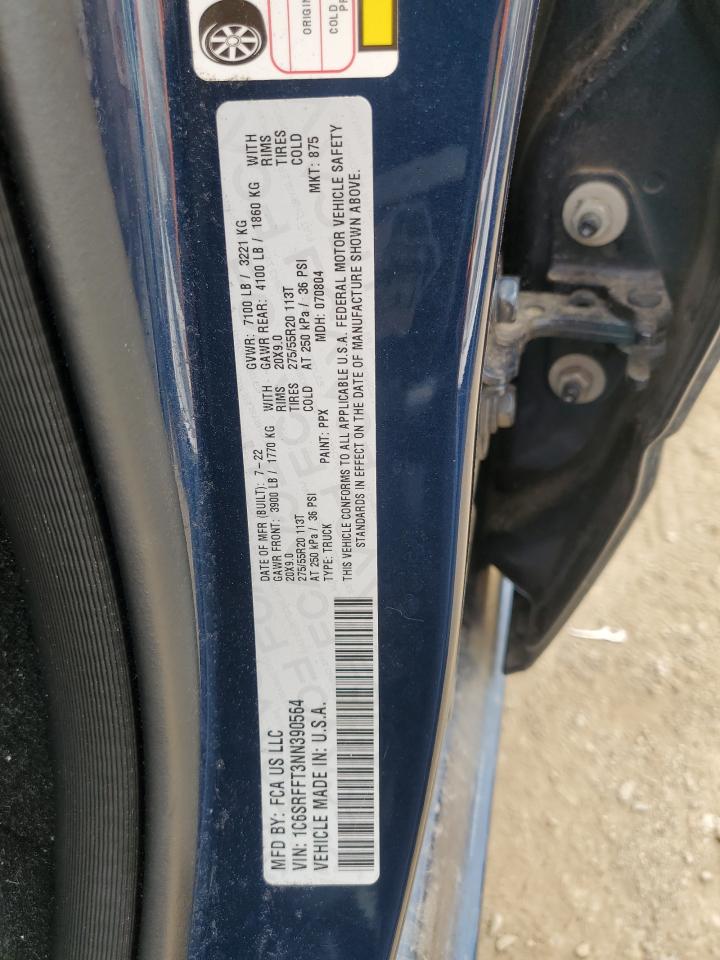 ORIGIN
COLD
MFD BY: FCA US LLC
VIN: 1C6SRFFT3NN390564
VEHICLE MADE IN: U.S.A.
DATE OF MFR (BUILT): 7-22 GVWR: 7100 LB / 3221 KG
GAWR FRONT: 3900 LB / 1770 KG WITH GAWR REAR: 4100 LB / 1860 KG WITH
20X9.0 RIMS 20X9.0 RIMS
275/55R20 113T TIRES 275/55R20 113T TIRES
AT 250 kPa / 36 PSI COLD AT 250 kPa / 36 PSI COLD
TYPE: TRUCK PAINT: PPX MDH: 070804 MKT: 875
THIS VEHICLE CONFORMS TO ALL APPLICABLE U.S.A. FEDERAL MOTOR VEHICLE SAFETY
STANDARDS IN EFFECT ON THE DATE OF MANUFACTURE SHOWN ABOVE.